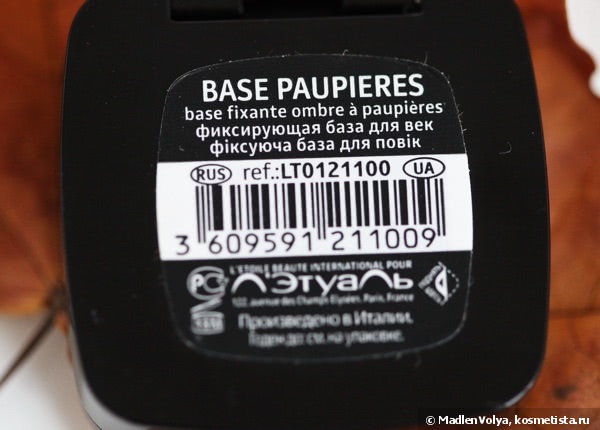 BASE PAUPIERES
base fixante ombre à paupières
фиксирующая база для век
фіксуюча база для повік
RUS ref.:LT0121100 UA
3 609591 211009
L'ETOILE BEAUTE INTERNATIONAL POUR
Л'ЭТУАЛЬ
122, avenue des Champs Elysées, Paris, France
Произведено в Италии.
Годен до: см. на упаковке.
© MadlenVolya, kosmetista.ru